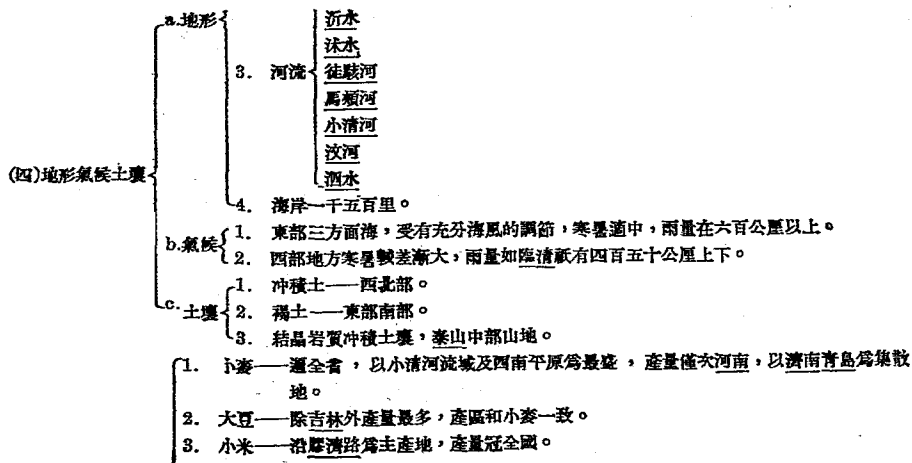 a.地形
沂水
沭水
3. 河流
徒駭河
馬頰河
小清河
汶河
(四)地形氣候土壤
泗水
4. 海岸一千五百里。
b.氣候
1. 東部三方面海，受有充分海風的調節，寒暑適中，雨量在六百公厘以上。
2. 西部地方寒暑較差漸大，雨量如臨清祇有四百五十公厘上下。
c.土壤
1. 冲積土——西北部。
2. 褐土——東部南部。
3. 結晶岩質冲積土壤，泰山中部山地。
1. 小麥——遍全省，以小清河流域及西南平原爲最盛，產量僅次河南，以濟南青島爲集散
地。
2. 大豆——除吉林外產量最多，產區和小麥一致。
3. 小米——沿膠濟路爲主產地，產量冠全國。